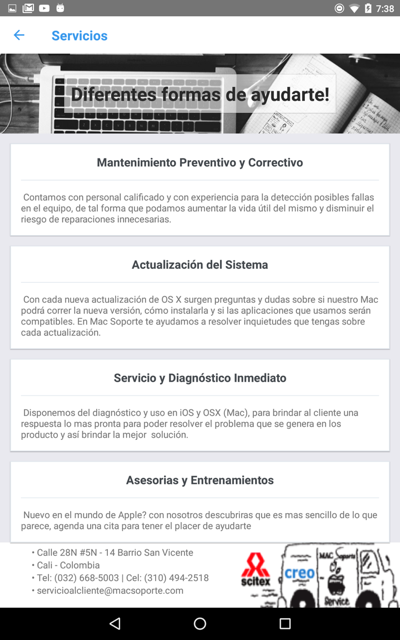 7:38
Servicios
Diferentes formas de ayudarte!
Mantenimiento Preventivo y Correctivo
Contamos con personal calificado y con experiencia para la detección posibles fallas
en el equipo, de tal forma que podamos aumentar la vida útil del mismo y disminuir el
riesgo de reparaciones innecesarias.
Actualización del Sistema
Con cada nueva actualización de OS X surgen preguntas y dudas sobre si nuestro Mac
podrá correr la nueva versión, cómo instalarla y si las aplicaciones que usamos serán
compatibles. En Mac Soporte te ayudamos a resolver inquietudes que tengas sobre
cada actualización.
Servicio y Diagnóstico Inmediato
Disponemos del diagnóstico y uso en iOS y OSX (Mac), para brindar al cliente una
respuesta lo mas pronta para poder resolver el problema que se genera en los
producto y así brindar la mejor solución.
Asesorias y Entrenamientos
Nuevo en el mundo de Apple? con nosotros descubriras que es mas sencillo de lo que
parece, agenda una cita para tener el placer de ayudarte
• Calle 28N #5N - 14 Barrio San Vicente
• Cali - Colombia
• Tel: (032) 668-5003 | Cel: (310) 494-2518
• servicioalcliente@macsoporte.com
scitex
creo
MAC Soporte
Service